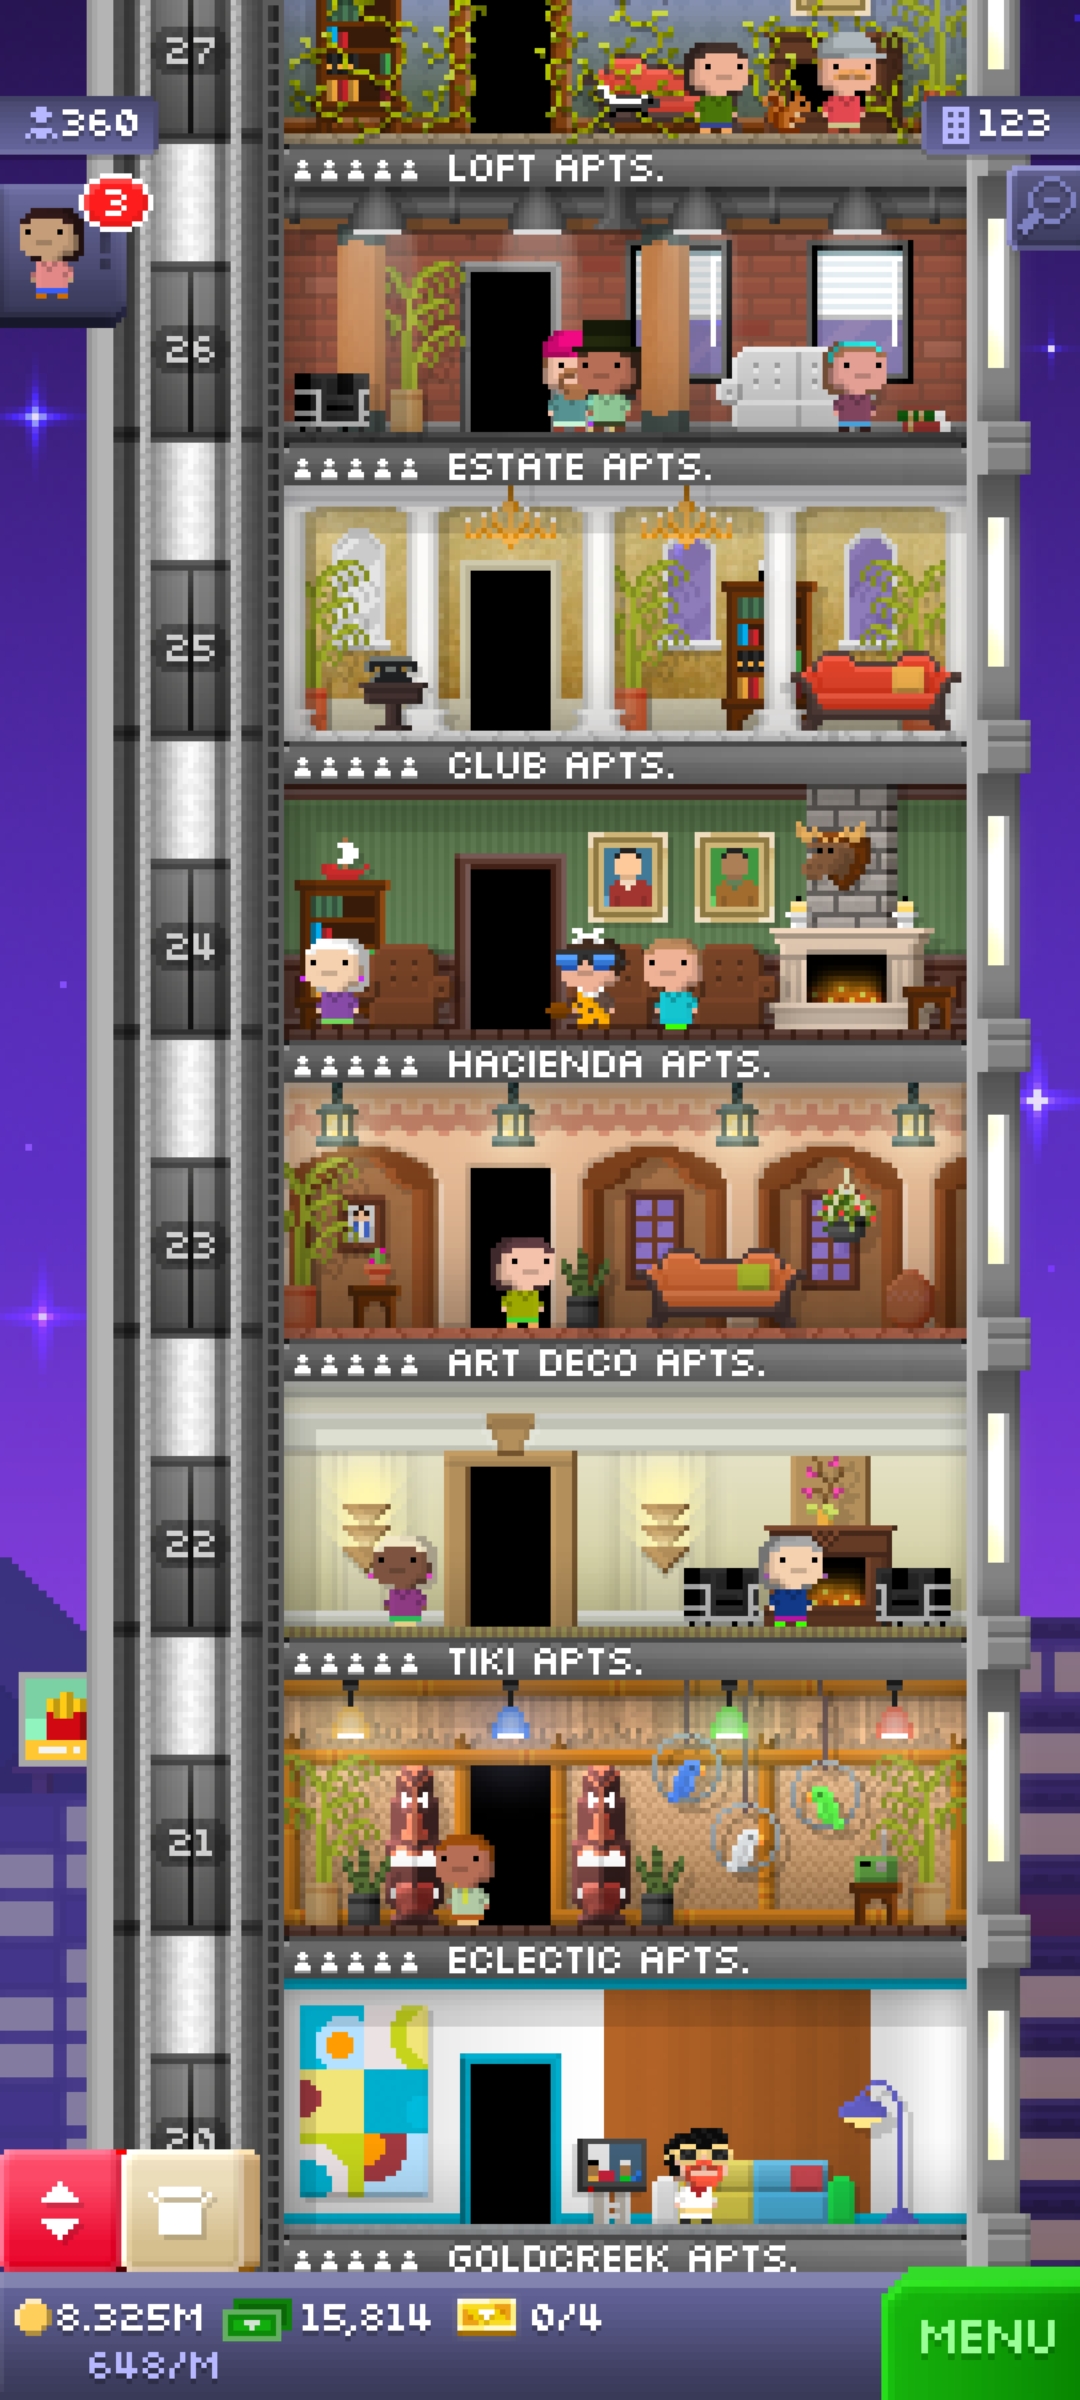 27
360
123
LOFT APTS.
3
26
ESTATE APTS.
25
CLUB APTS.
24
HACIENDA APTS.
23
ART DECO APTS.
22
TIKI APTS.
21
ECLECTIC APTS.
20
GOLDCREEK APTS.
8.325M 15,814 0/4
648/M
MENU